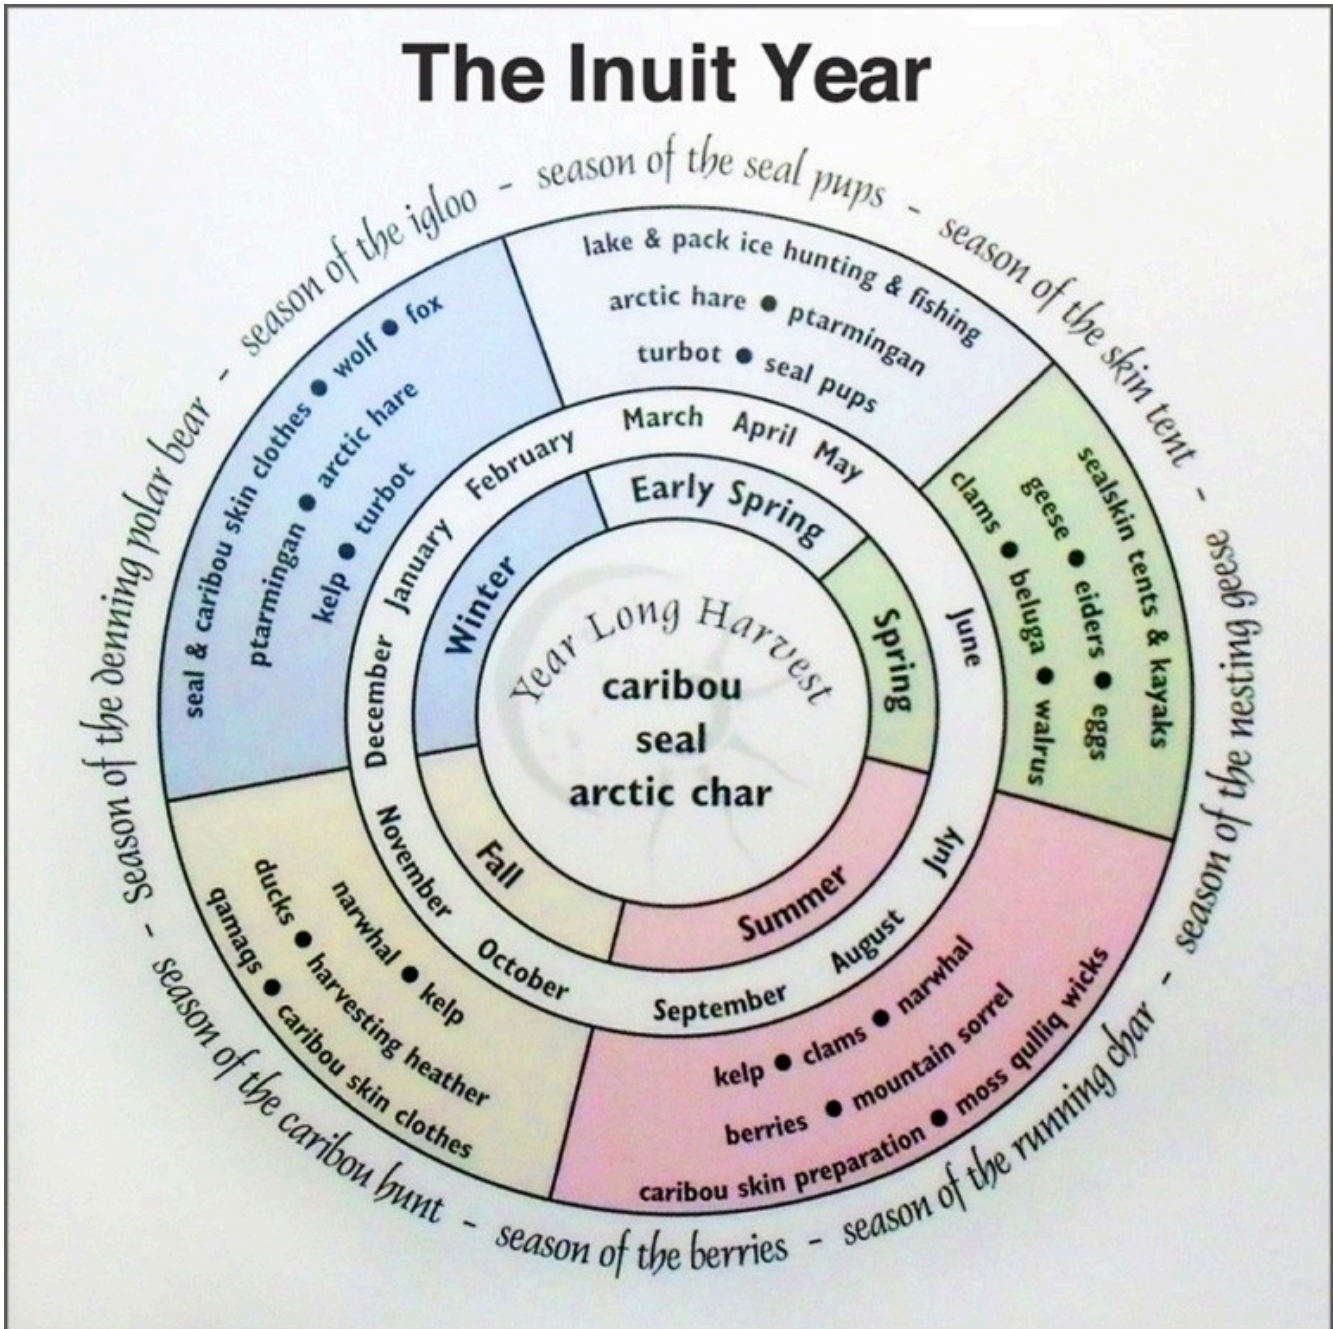 The Inuit Year
season of the seal pups - season of the skin tent - season of the nesting geese - season of the running char - season of the berries - season of the caribou hunt - season of the denning polar bear - season of the igloo -
lake & pack ice hunting & fishing
arctic hare ● ptarmigan
turbot ● seal pups
sealskin tents & kayaks
geese ● eiders ● eggs
clams ● beluga ● walrus
kelp ● clams ● narwhal
berries ● mountain sorrel
caribou skin preparation ● moss qulliq wicks
narwhal ● kelp
ducks ● harvesting heather
qamaqs ● caribou skin clothes
seal & caribou skin clothes ● wolf ● fox
ptarmigan ● arctic hare
kelp ● turbot
January
February
March
April
May
June
July
August
September
October
November
December
Early Spring
Spring
Summer
Fall
Winter
Year Long Harvest
caribou
seal
arctic char